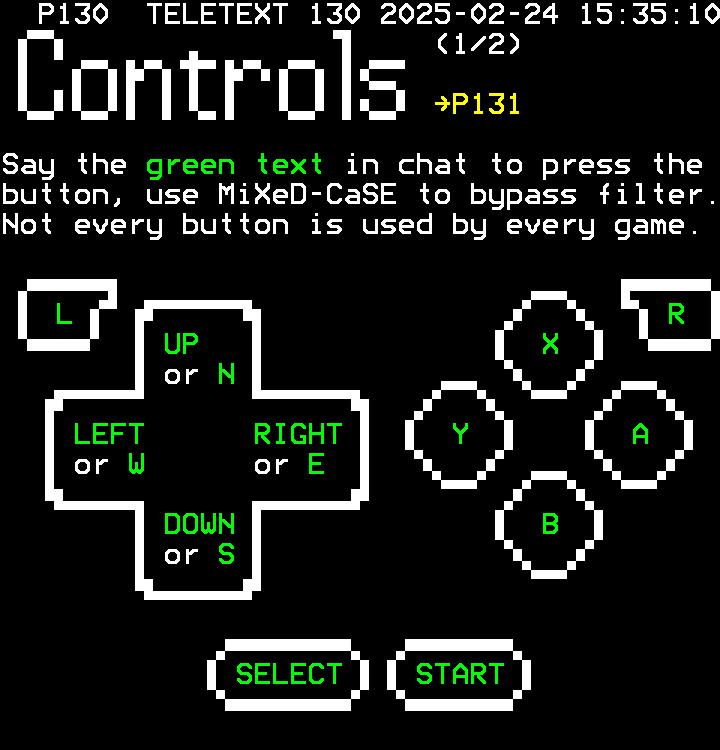 P130 TELETEXT 130 2025-02-24 15:35:10
Controls
(1/2)
→P131
Say the green text in chat to press the
button, use MiXeD-CaSE to bypass filter.
Not every button is used by every game.
L
R
UP
or N
X
LEFT
or W
RIGHT
or E
Y
A
DOWN
or S
B
SELECT
START